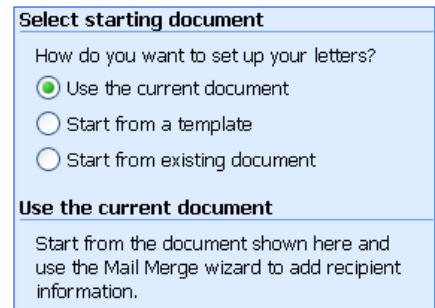 Select starting document
How do you want to set up your letters?
Use the current document
Start from a template
Start from existing document
Use the current document
Start from the document shown here and
use the Mail Merge wizard to add recipient
information.